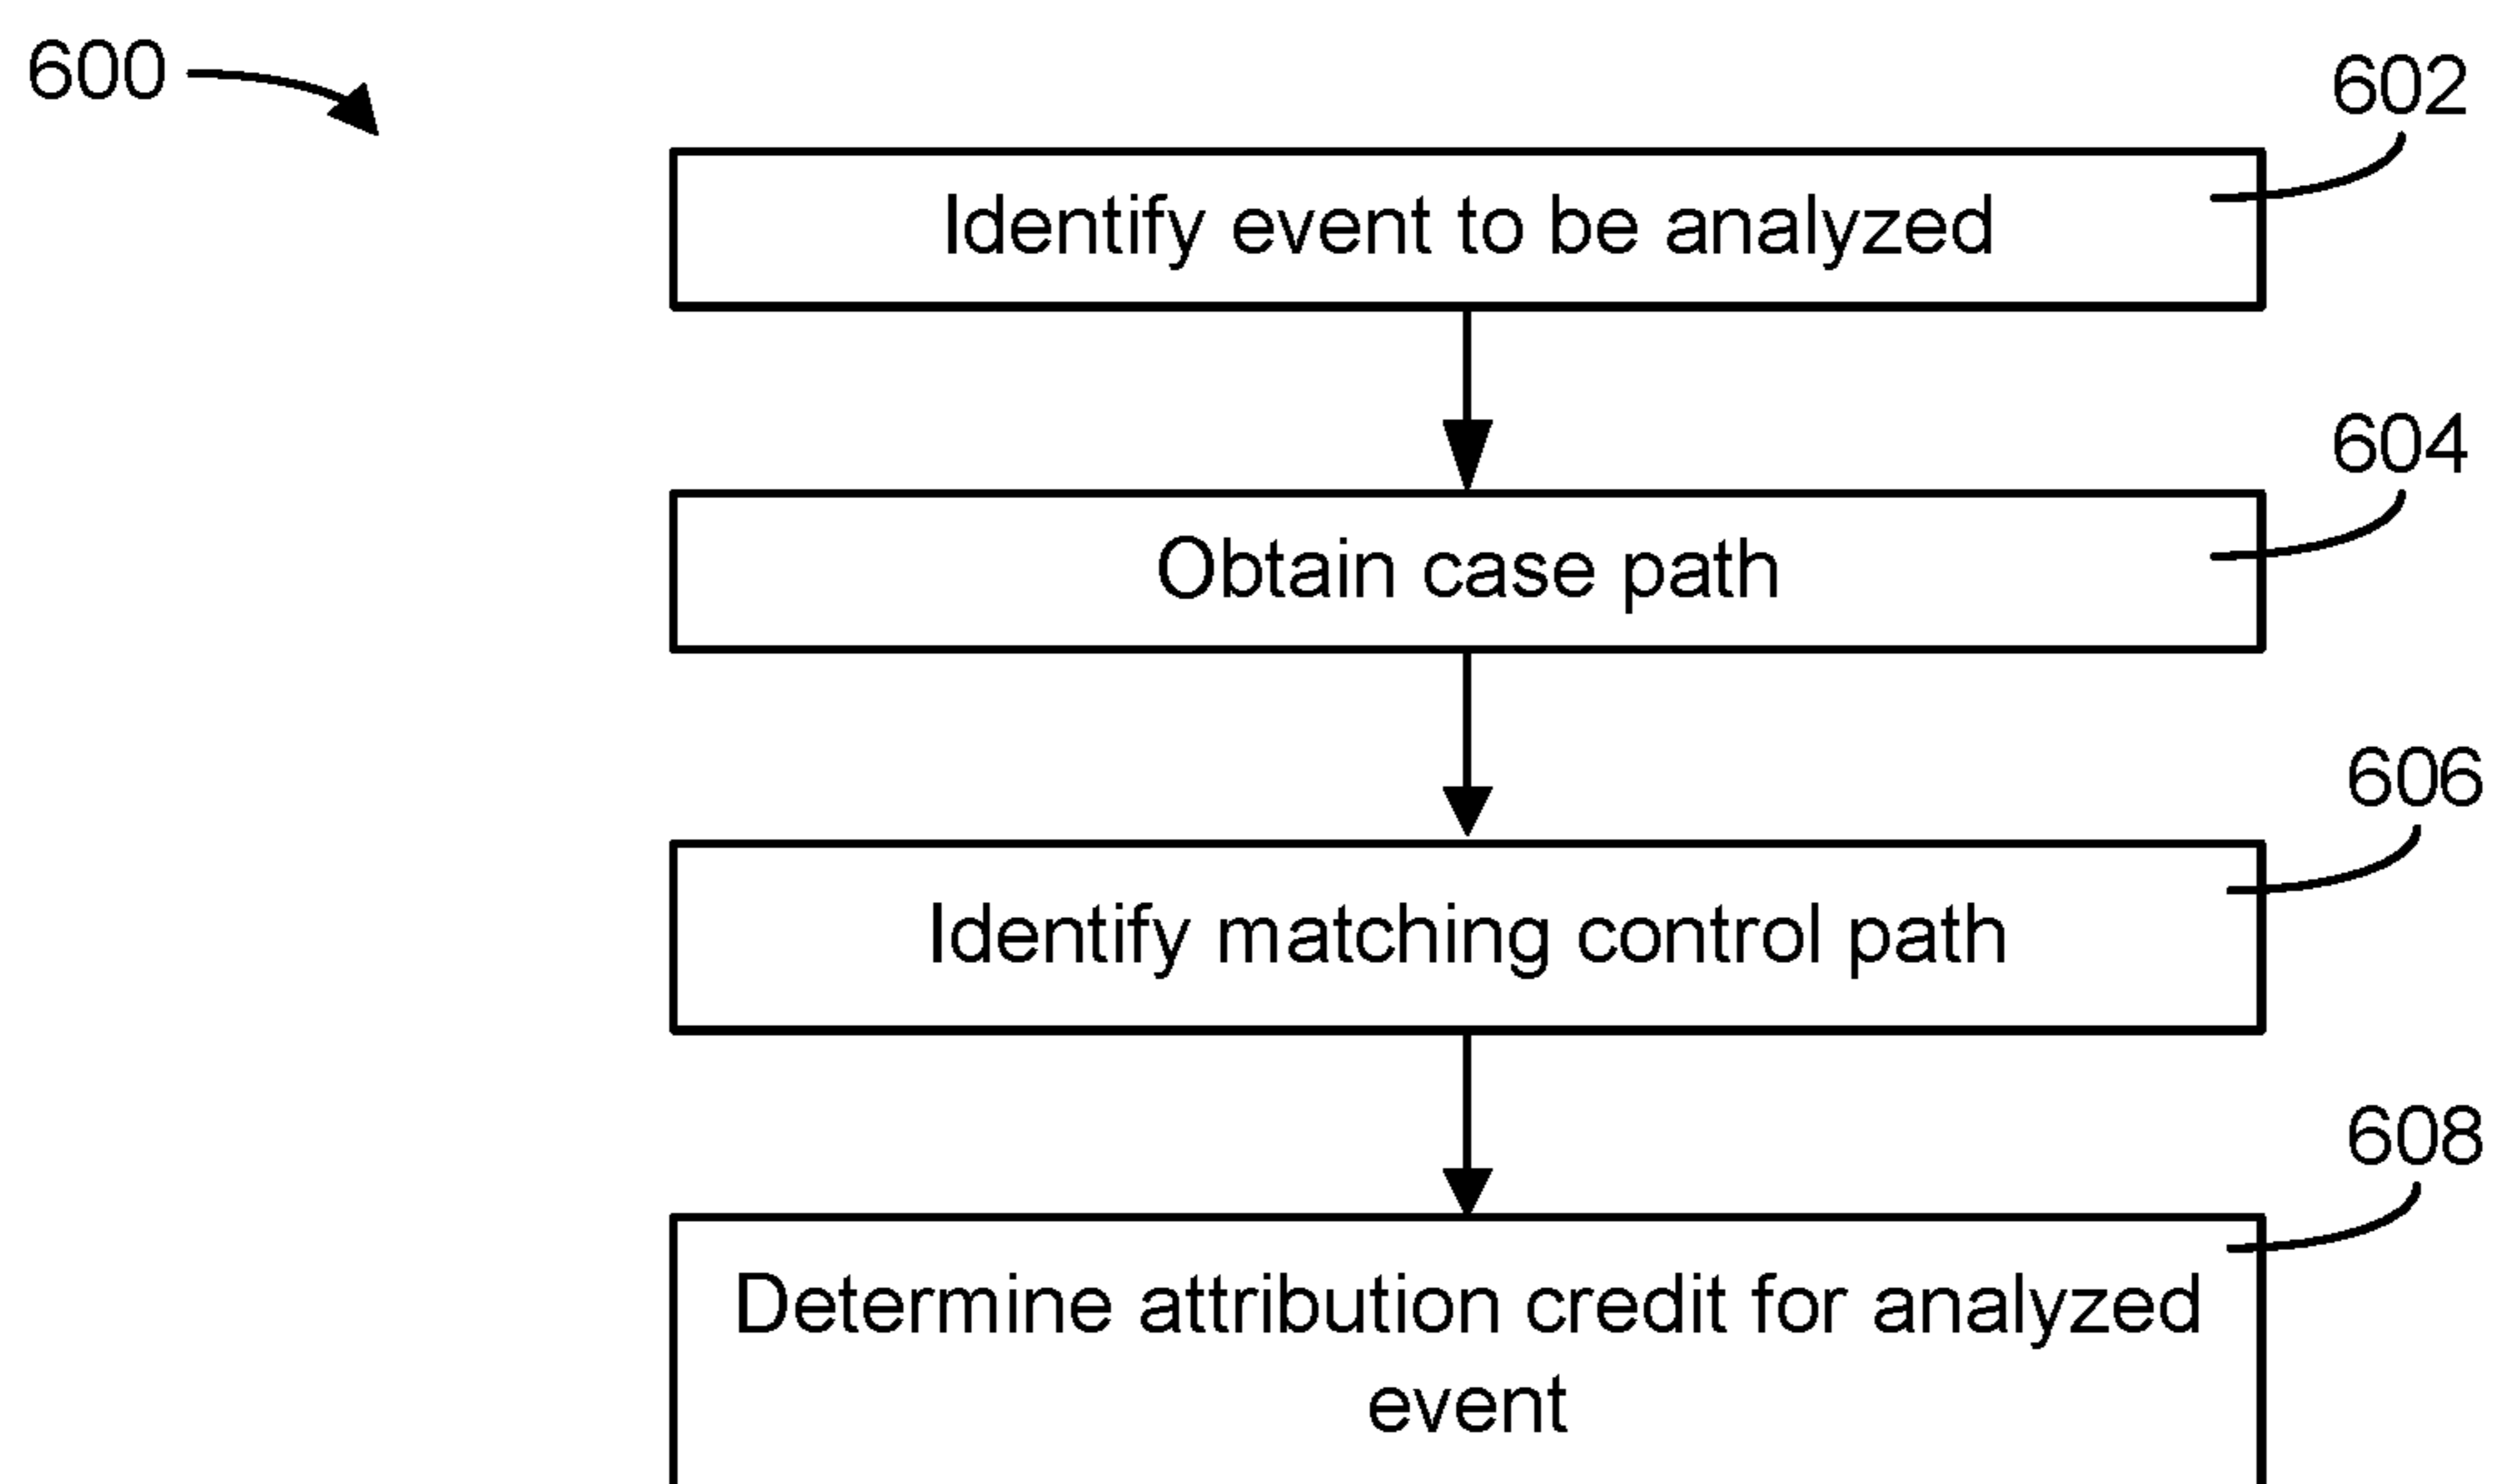 600
602
Identify event to be analyzed
604
Obtain case path
606
Identify matching control path
608
Determine attribution credit for analyzed
event